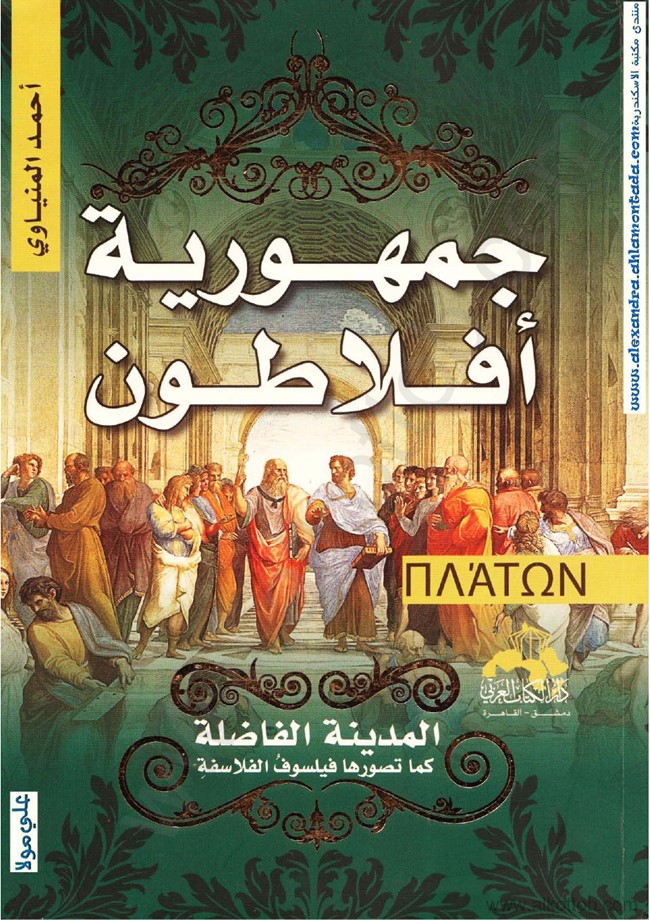 أحمد المنياوي
منتدى مكتبة الاسكندرية www.alexandra.ahlamontada.com
جمهورية
أفلاطون
ΠΛΆΤΩΝ
دار الكتاب العربي
دمشق - القاهرة
المدينة الفاضلة
كما تصورها فيلسوفُ الفلاسفةِ
علي مولا